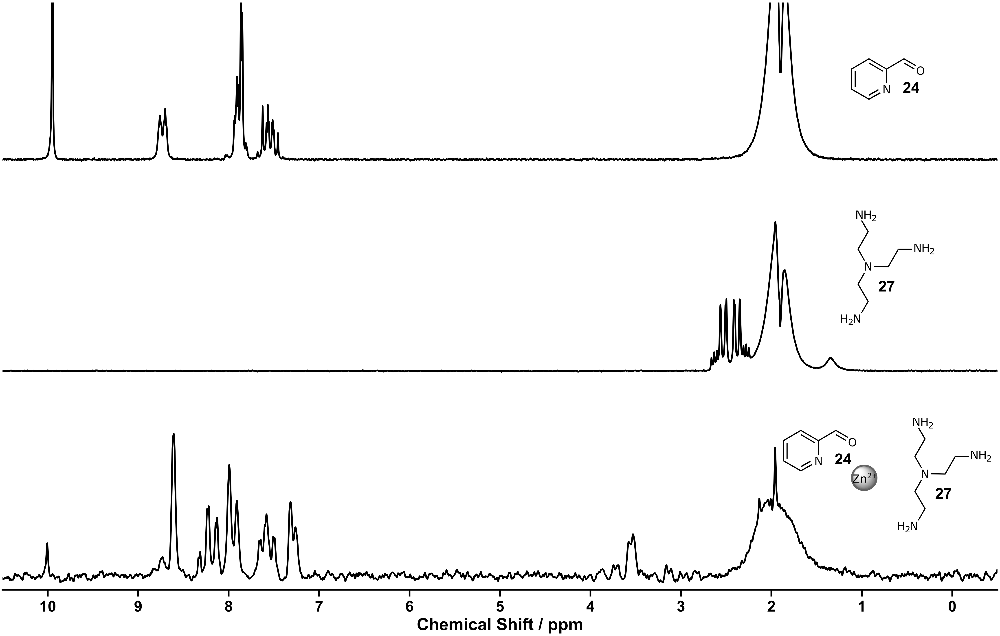 O
N
24
NH2
NH2
N
27
H2N
NH2
O
NH2
N
24
Zn2+
N
27
H2N
10 9 8 7 6 5 4 3 2 1 0
Chemical Shift / ppm